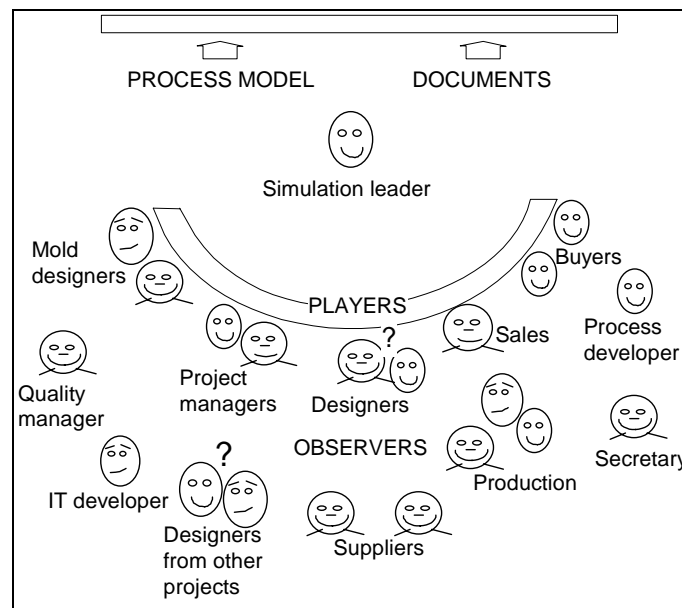 PROCESS MODEL
DOCUMENTS
Simulation leader
Mold
designers
Buyers
PLAYERS
?
Sales
Process
developer
Quality
manager
Project
managers
Designers
OBSERVERS
Secretary
?
IT developer
Production
Designers
from other
projects
Suppliers